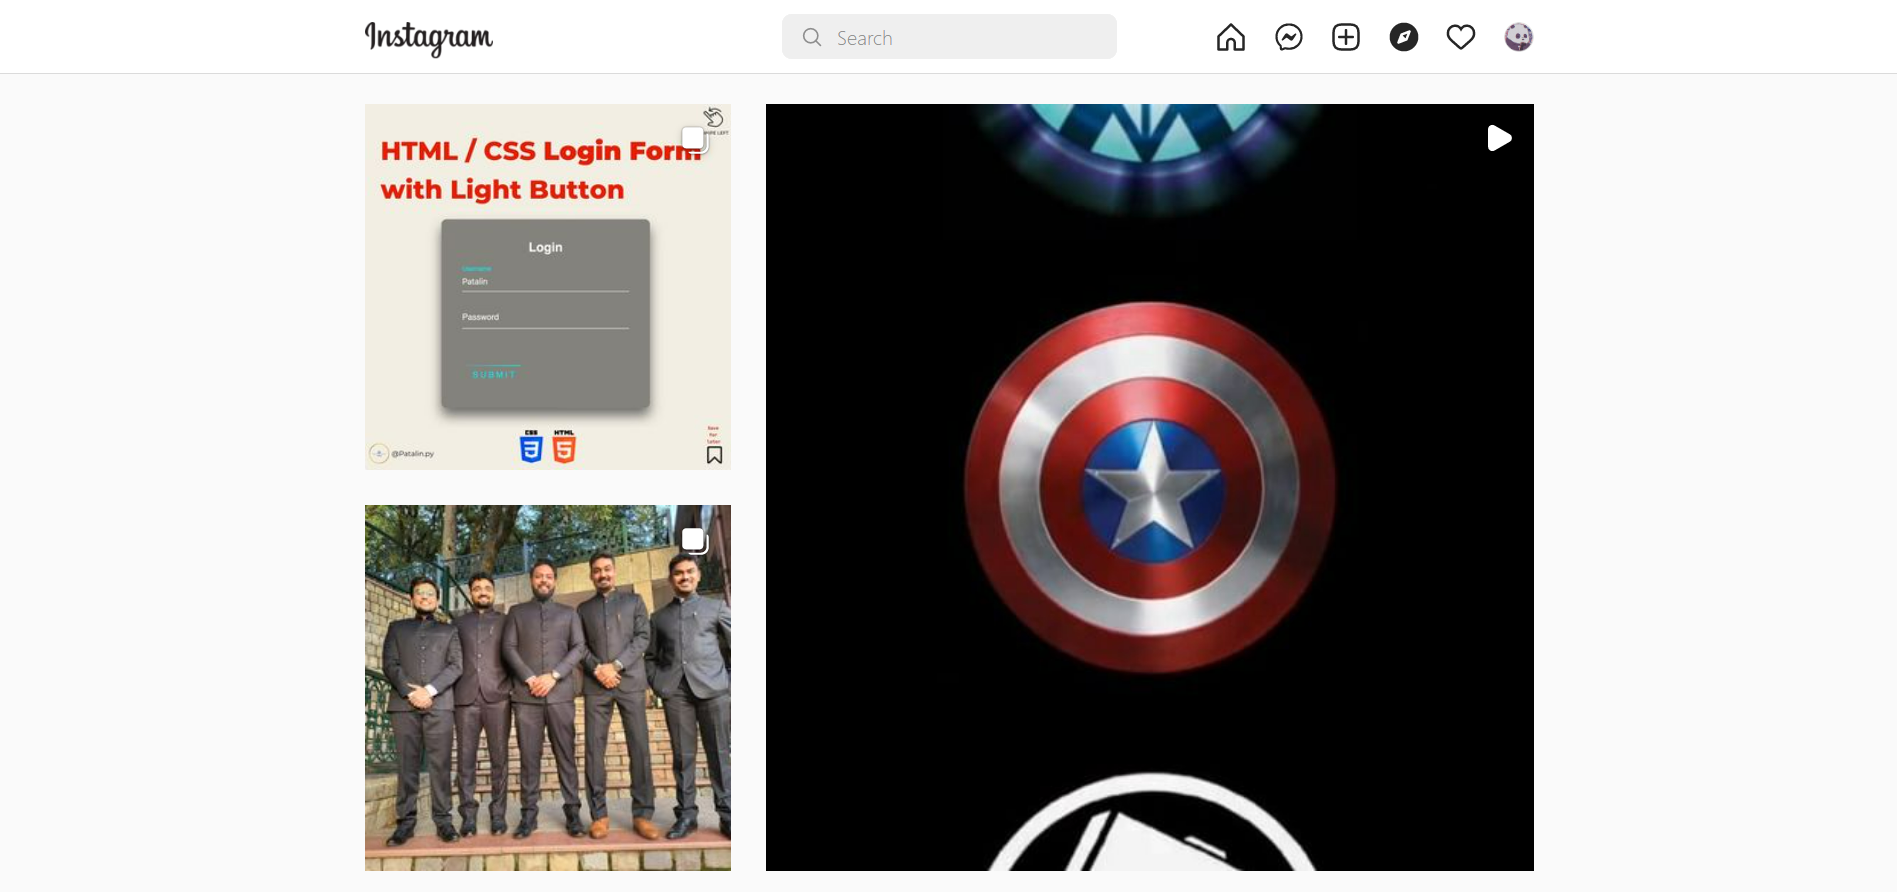 Instagram
Search
HTML / CSS Login Form
with Light Button
Login
Username
Patalin
Password
SUBMIT
CSS
HTML
Save
for
later
@Patalin.py